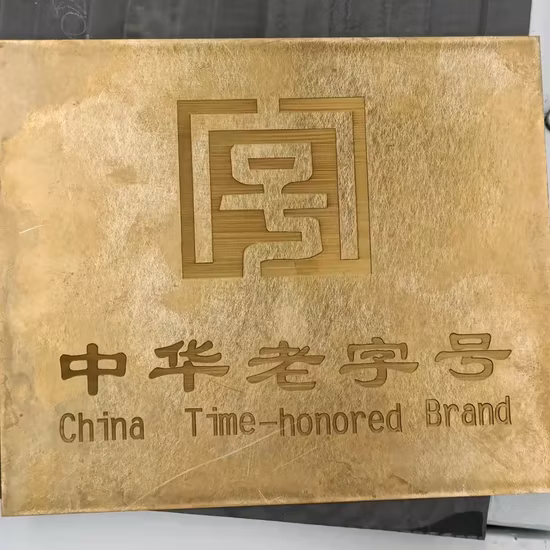 中华老字号
China Time-honored Brand